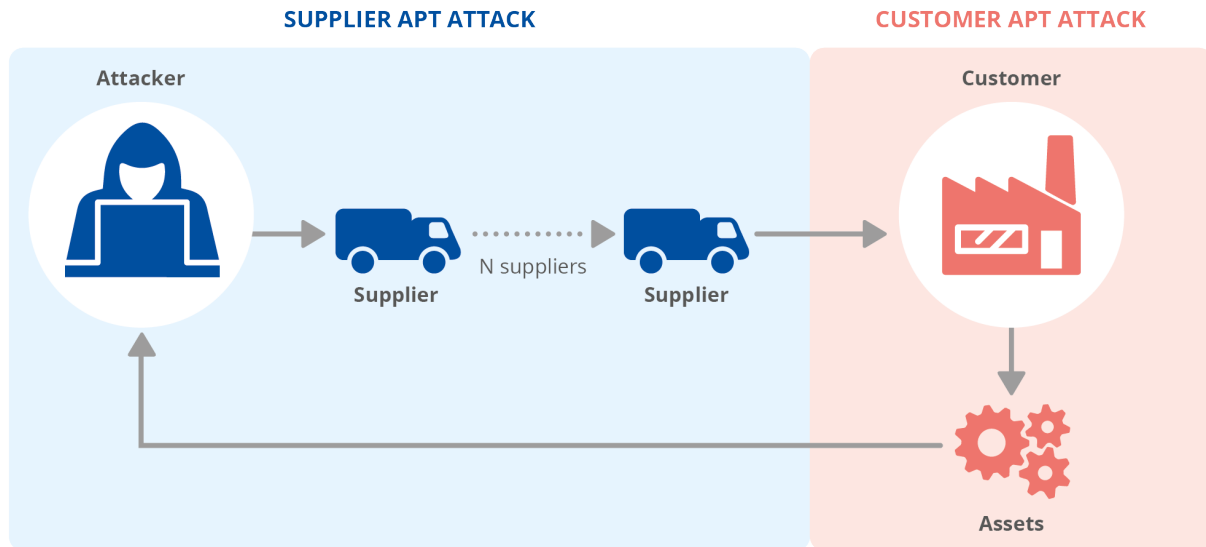 SUPPLIER APT ATTACK
CUSTOMER APT ATTACK
Attacker
Customer
N suppliers
Supplier
Supplier
Assets